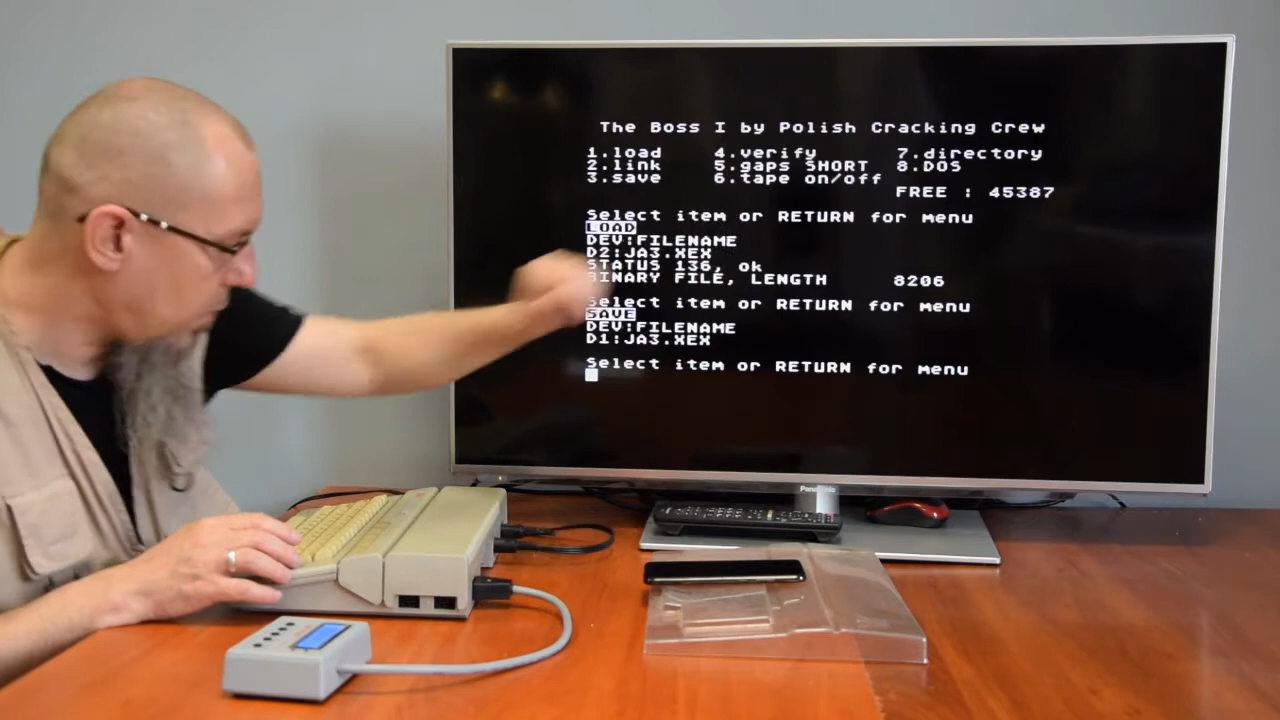 The Boss I by Polish Cracking Crew
1.load 4.verify 7.directory
2.link 5.gaps SHORT 8.DOS
3.save 6.tape on/off
FREE : 45387
Select item or RETURN for menu
LOAD
DEV:FILENAME
D2:JA3.XEX
STATUS 136, ok
BINARY FILE, LENGTH 8206
Select item or RETURN for menu
SAVE
DEV:FILENAME
D1:JA3.XEX
Select item or RETURN for menu
Panasonic